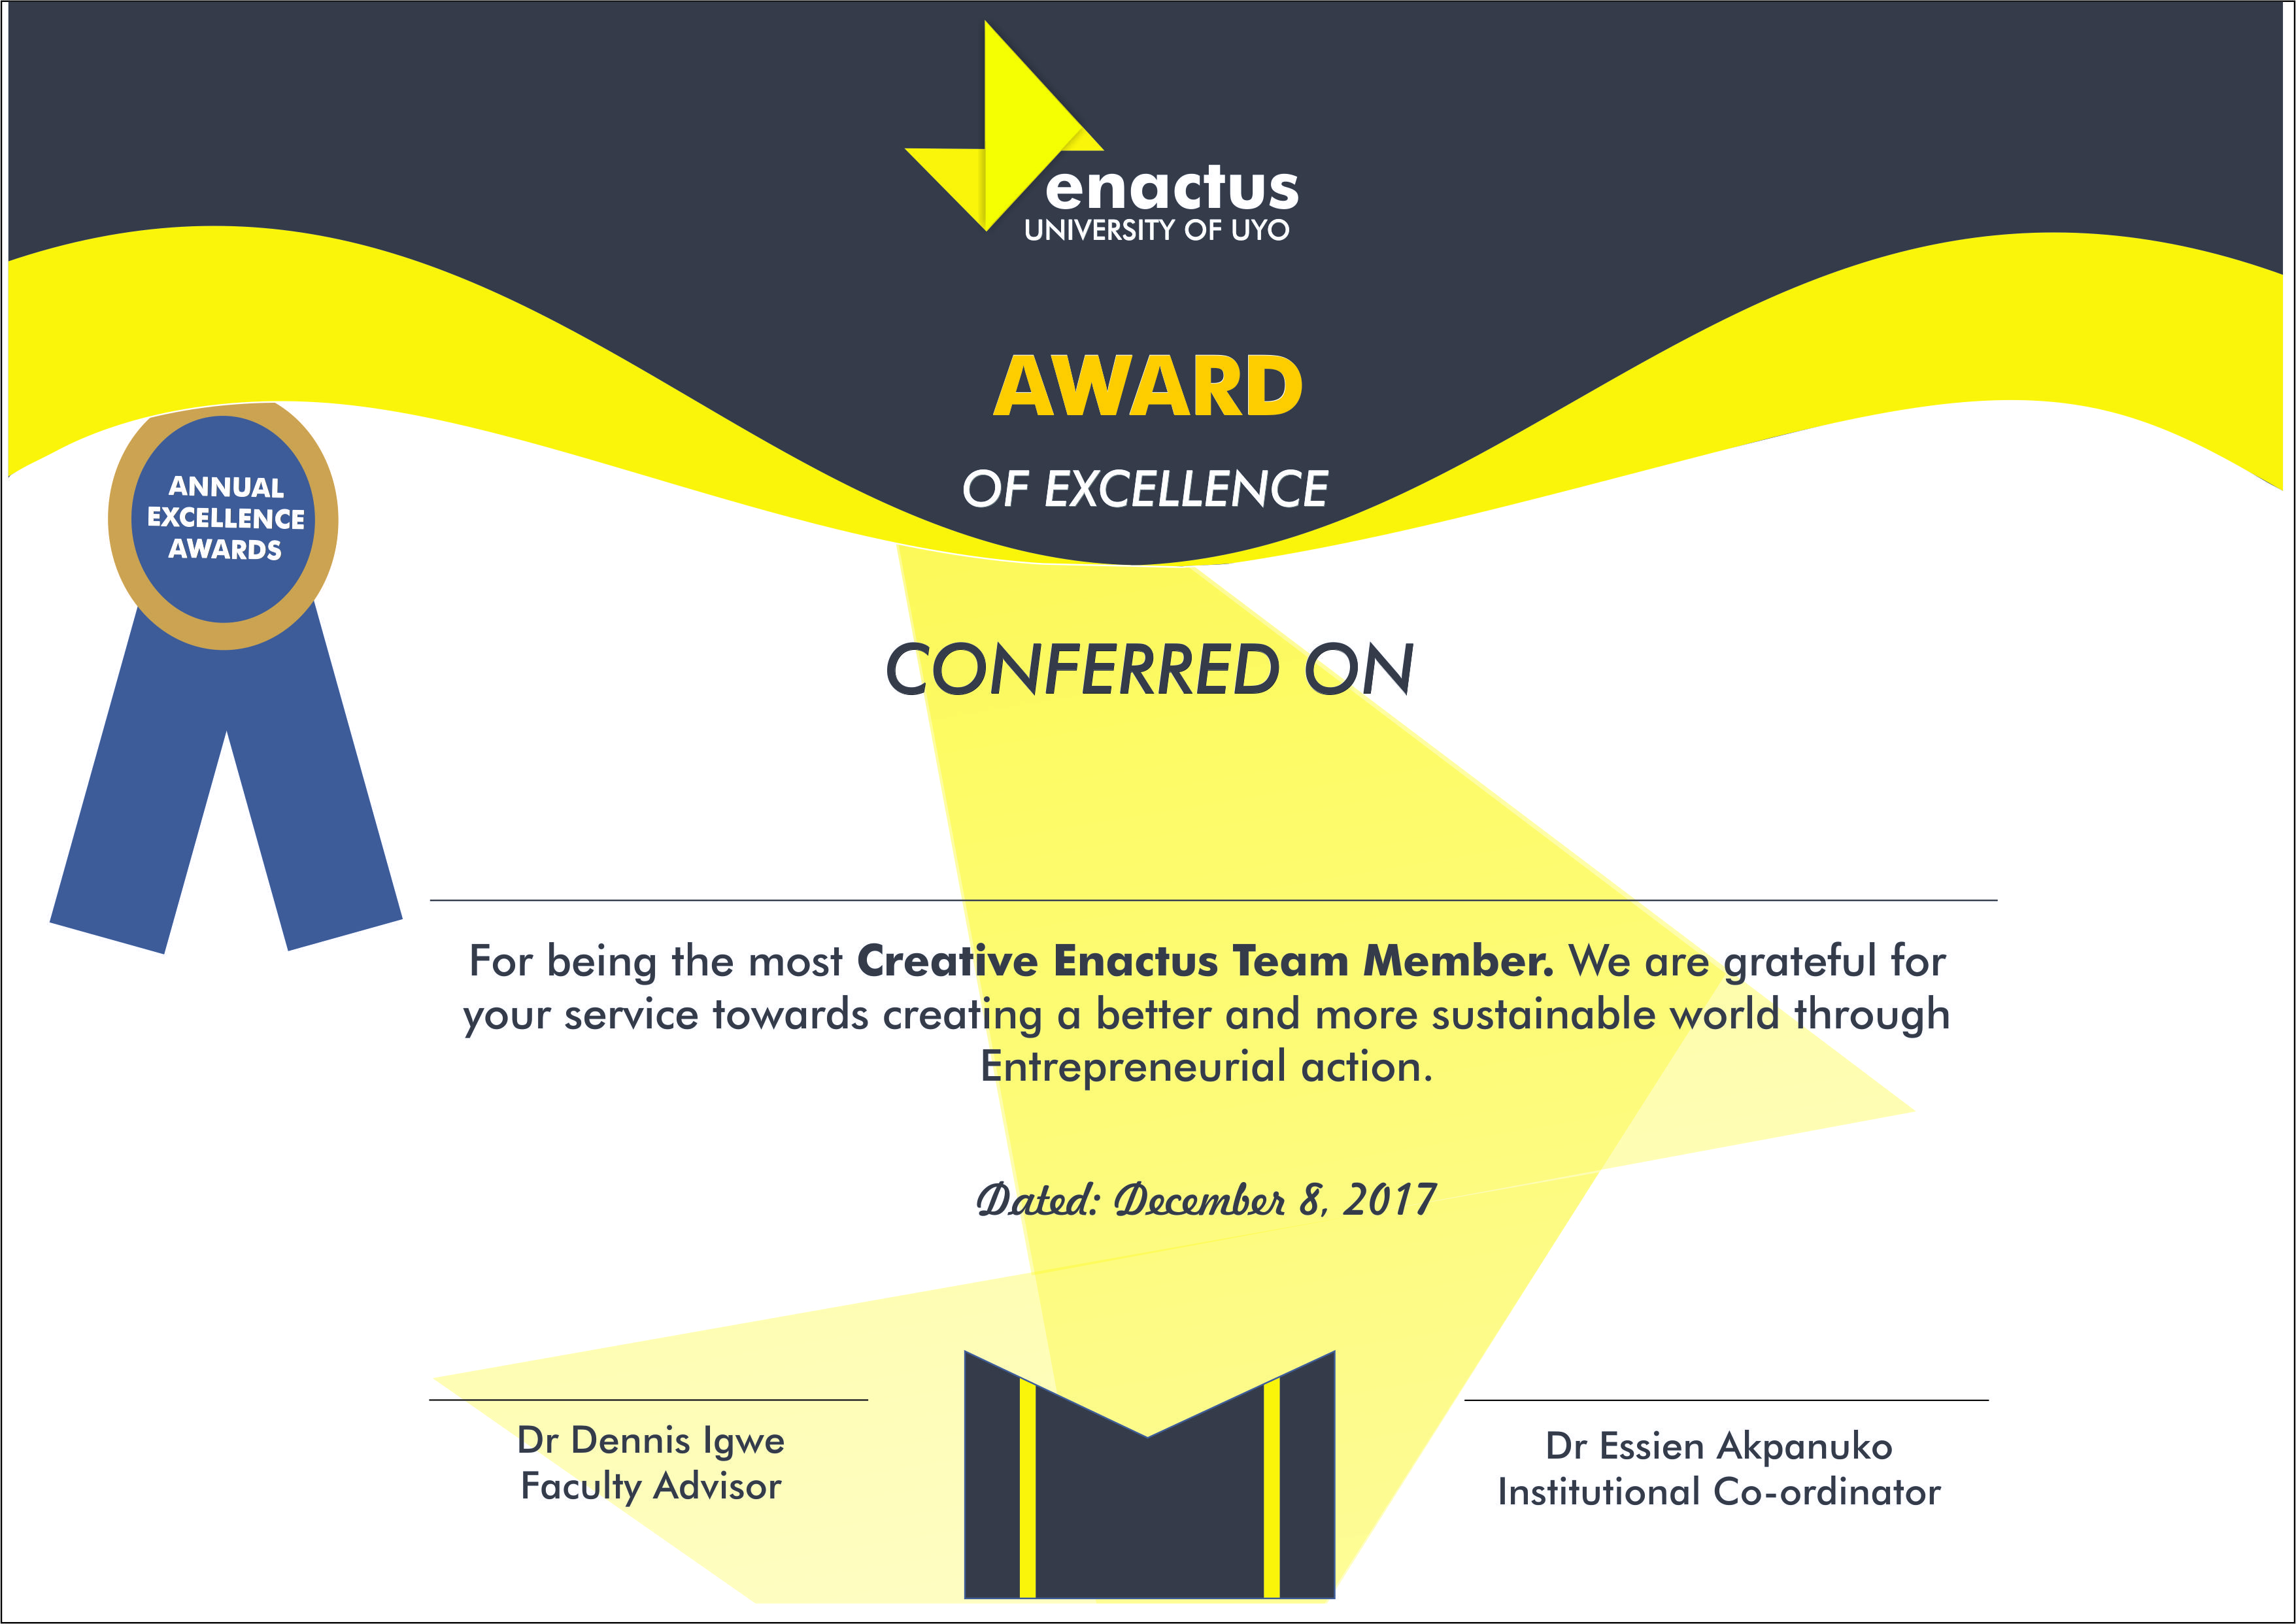 enactus
UNIVERSITY OF UYO
AWARD
OF EXCELLENCE
ANNUAL
EXCELLENCE
AWARDS
CONFERRED ON
For being the most Creative Enactus Team Member. We are grateful for
your service towards creating a better and more sustainable world through
Entrepreneurial action.
Dated: December 8, 2017
Dr Dennis Igwe
Faculty Advisor
Dr Essien Akpanuko
Institutional Co-ordinator